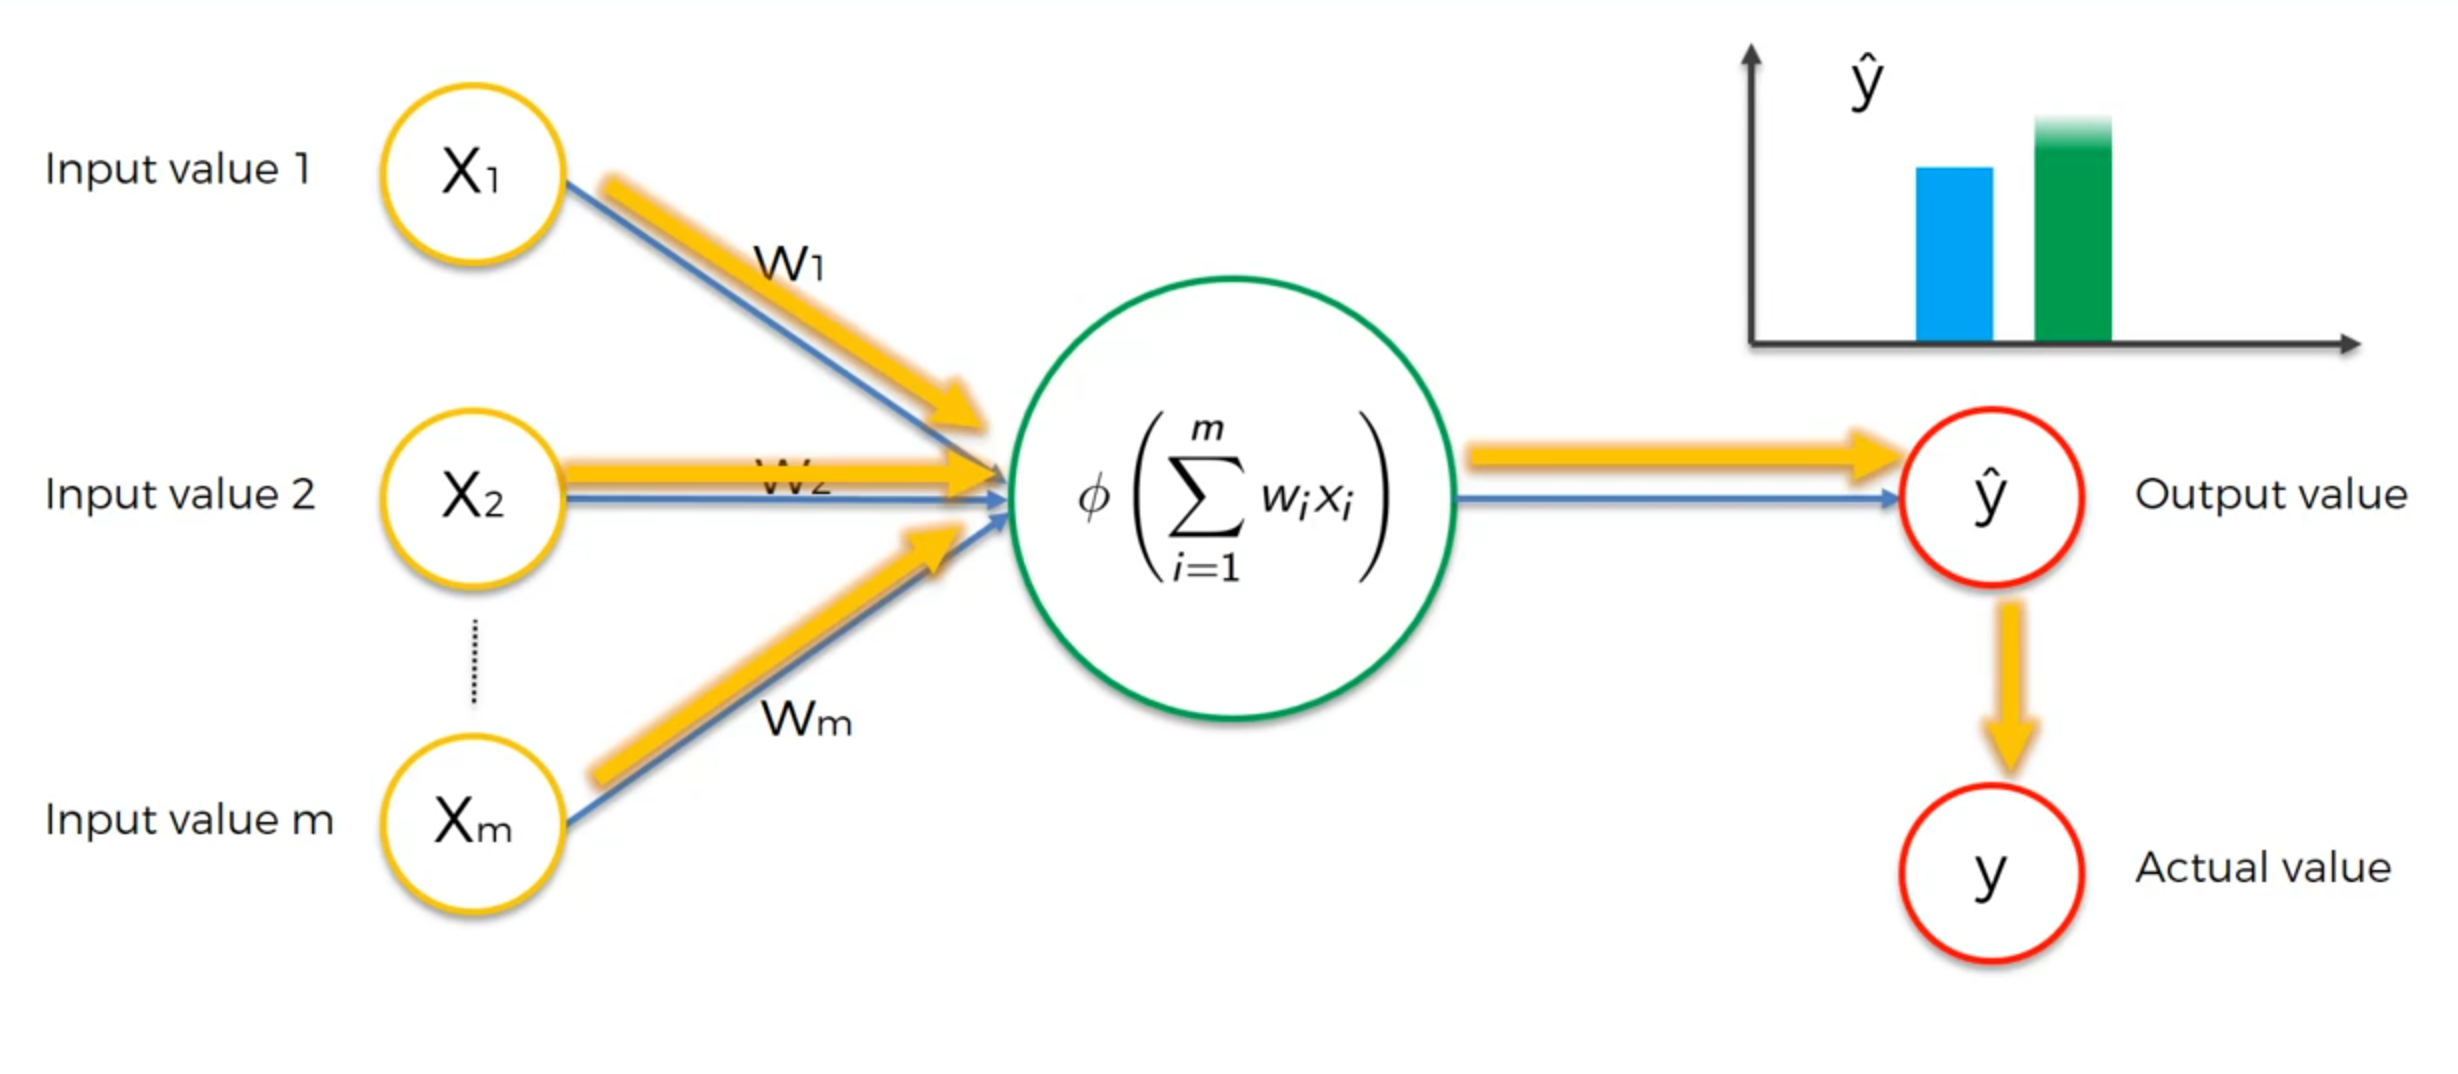 ŷ
Input value 1
X1
W1
Input value 2
X2
W2
ϕ(∑_{i=1}^{m} w_i x_i)
ŷ
Output value
Input value m
Xm
Wm
y
Actual value